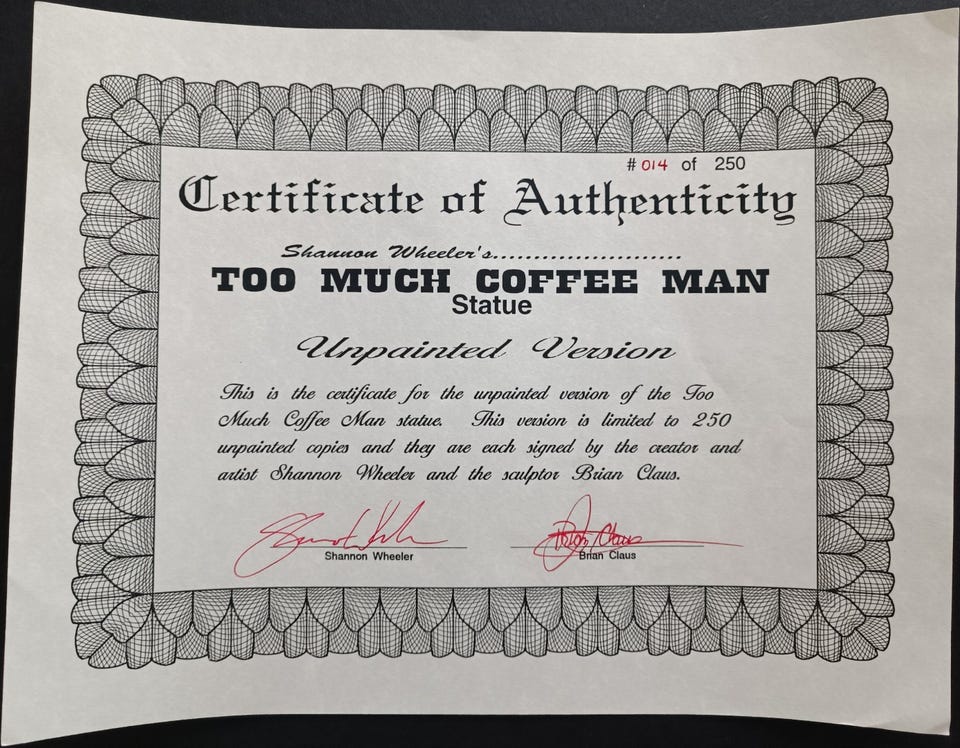 # 014 of 250
Certificate of Authenticity
Shannon Wheeler's.......................
TOO MUCH COFFEE MAN
Statue
Unpainted Version
This is the certificate for the unpainted version of the Too
Much Coffee Man statue. This version is limited to 250
unpainted copies and they are each signed by the creator and
artist Shannon Wheeler and the sculptor Brian Claus.
Brian Claus
Shannon Wheeler
Brian Claus